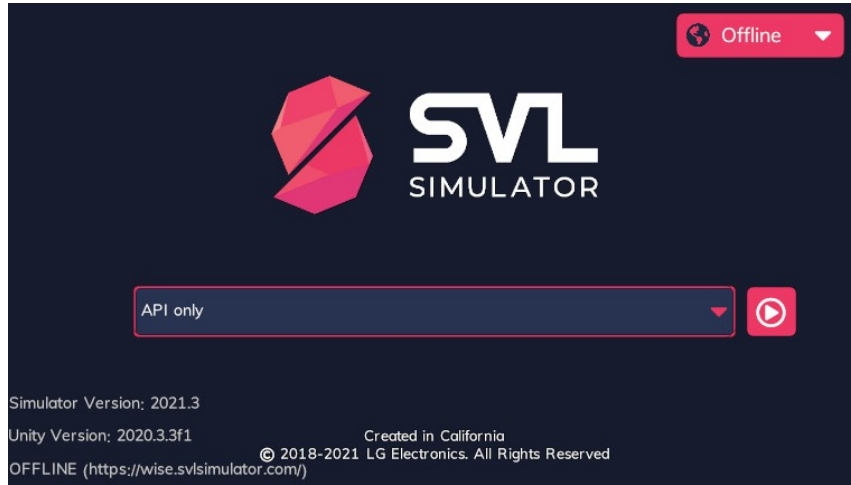 Offline
SVL
SIMULATOR
API only
Simulator Version: 2021.3
Unity Version: 2020.3.3f1
Created in California
© 2018-2021 LG Electronics. All Rights Reserved
OFFLINE (https://wise.svlsimulator.com/)